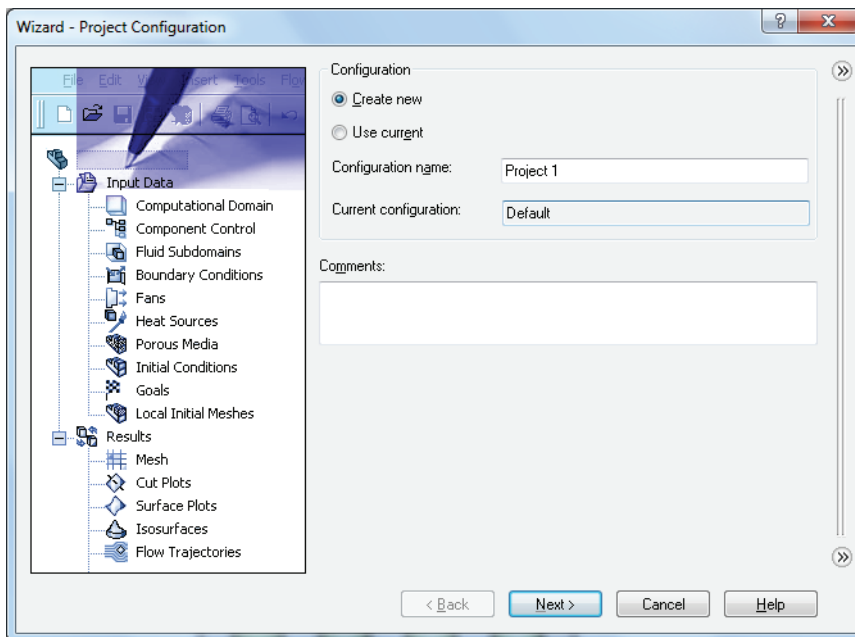 Wizard - Project Configuration
File Edit View Insert Tools Flow
Input Data
Computational Domain
Component Control
Fluid Subdomains
Boundary Conditions
Fans
Heat Sources
Porous Media
Initial Conditions
Goals
Local Initial Meshes
Results
Mesh
Cut Plots
Surface Plots
Isosurfaces
Flow Trajectories
Configuration
Create new
Use current
Configuration name: Project 1
Current configuration: Default
Comments:
< Back Next > Cancel Help